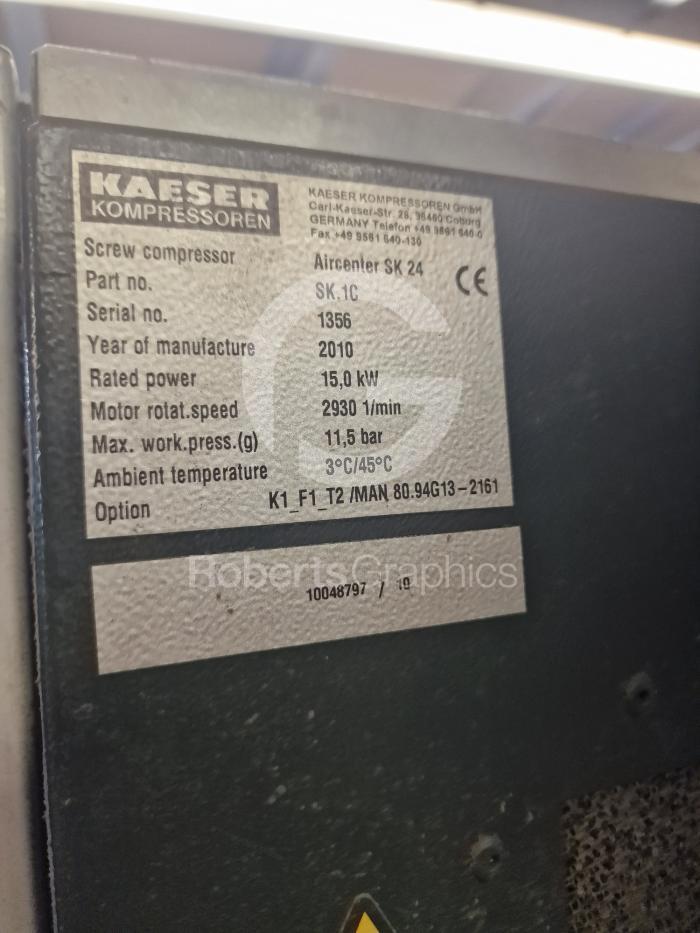 KAESER
KOMPRESSOREN
KAESER KOMPRESSOREN GmbH
Carl-Kaeser-Str. 26, 96450 Coburg
GERMANY Telefon +49 9561 640-0
Fax +49 9561 640-130
CE
Screw compressor Aircenter SK 24
Part no. SK.1C
Serial no. 1356
Year of manufacture 2010
Rated power 15,0 kW
Motor rotat.speed 2930 1/min
Max. work.press.(g) 11,5 bar
Ambient temperature 3°C/45°C
Option K1_F1_T2 /MAN 80.94G13-2161
RobertsGraphics
10048797 / 10